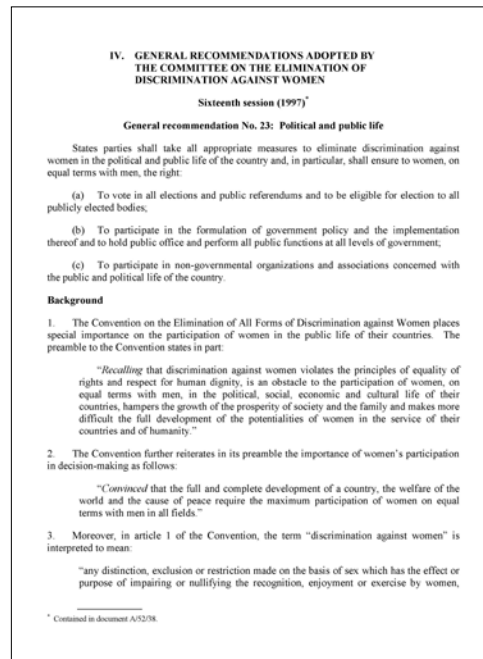 IV. GENERAL RECOMMENDATIONS ADOPTED BY
THE COMMITTEE ON THE ELIMINATION OF
DISCRIMINATION AGAINST WOMEN
Sixteenth session (1997)*
General recommendation No. 23: Political and public life
States parties shall take all appropriate measures to eliminate discrimination against
women in the political and public life of the country and, in particular, shall ensure to women, on
equal terms with men, the right:
(a) To vote in all elections and public referendums and to be eligible for election to all
publicly elected bodies;
(b) To participate in the formulation of government policy and the implementation
thereof and to hold public office and perform all public functions at all levels of government;
(c) To participate in non-governmental organizations and associations concerned with
the public and political life of the country.
Background
1. The Convention on the Elimination of All Forms of Discrimination against Women places
special importance on the participation of women in the public life of their countries. The
preamble to the Convention states in part:
“Recalling that discrimination against women violates the principles of equality of
rights and respect for human dignity, is an obstacle to the participation of women, on
equal terms with men, in the political, social, economic and cultural life of their
countries, hampers the growth of the prosperity of society and the family and makes more
difficult the full development of the potentialities of women in the service of their
countries and of humanity.”
2. The Convention further reiterates in its preamble the importance of women’s participation
in decision-making as follows:
“Convinced that the full and complete development of a country, the welfare of the
world and the cause of peace require the maximum participation of women on equal
terms with men in all fields.”
3. Moreover, in article 1 of the Convention, the term “discrimination against women” is
interpreted to mean:
“any distinction, exclusion or restriction made on the basis of sex which has the effect or
purpose of impairing or nullifying the recognition, enjoyment or exercise by women,
* Contained in document A/52/38.